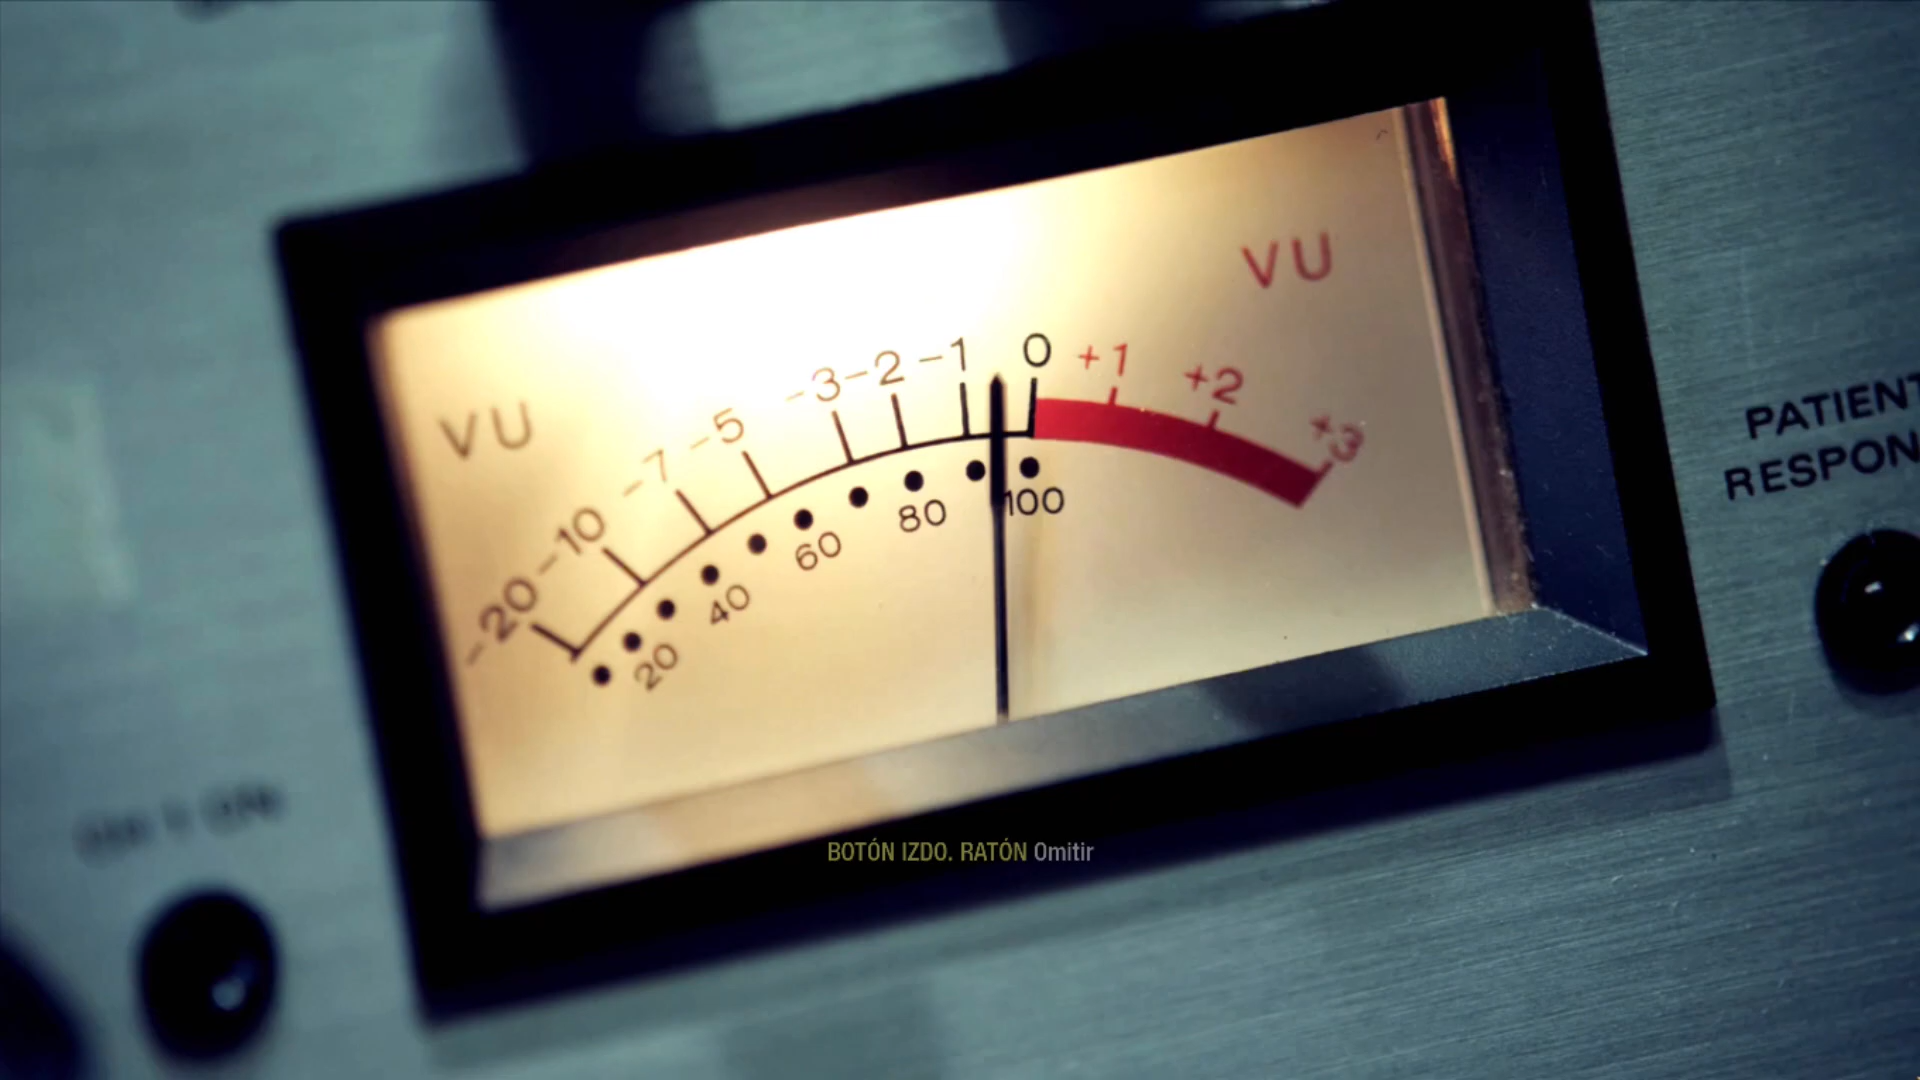 VU
VU
-20 -10 -7 -5 -3 -2 -1 0 +1 +2 +3
20 40 60 80 100
PATIENT
RESPON
BOTÓN IZDO. RATÓN Omitir